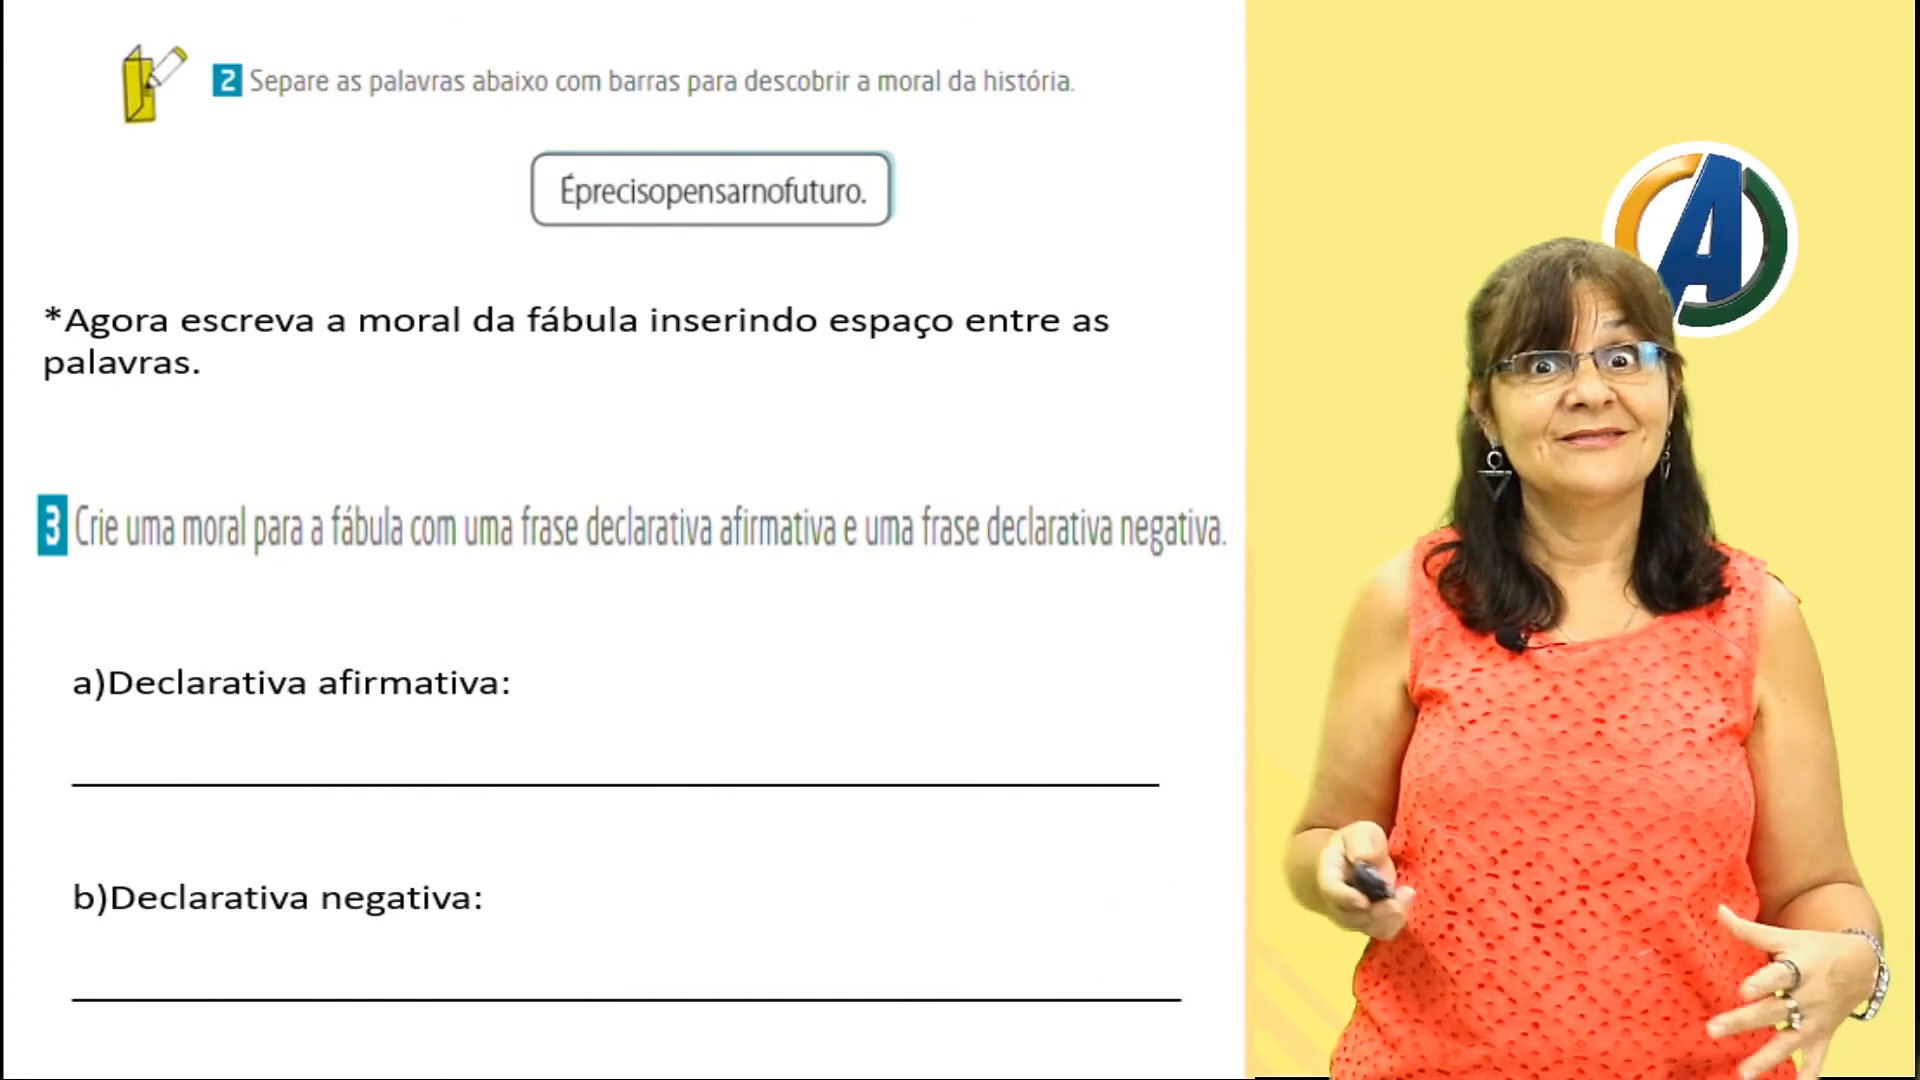 2 Separe as palavras abaixo com barras para descobrir a moral da história.
Éprecisopensarnofuturo.
*Agora escreva a moral da fábula inserindo espaço entre as
palavras.
3 Crie uma moral para a fábula com uma frase declarativa afirmativa e uma frase declarativa negativa.
a)Declarativa afirmativa:
b)Declarativa negativa:
A